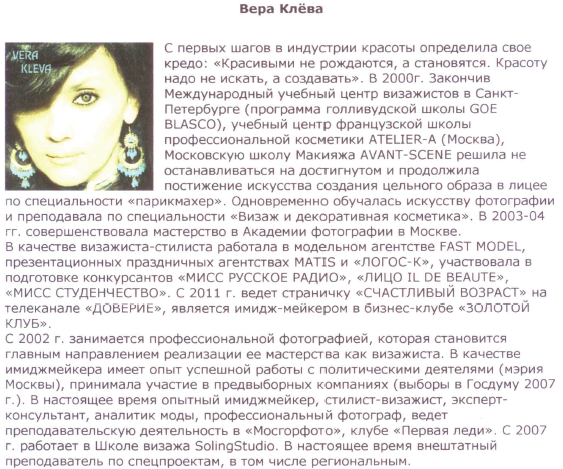 Вера Клёва
VERA
KLEVA
С первых шагов в индустрии красоты определила свое
кредо: «Красивыми не рождаются, а становятся. Красоту
надо не искать, а создавать». В 2000г. Закончив
Международный учебный центр визажистов в Санкт-
Петербурге (программа голливудской школы GOE
BLASCO), учебный центр французской школы
профессиональной косметики ATELIER-A (Москва),
Московскую школу Макияжа AVANT-SCENE решила не
останавливаться на достигнутом и продолжила
постижение искусства создания цельного образа в лицее
по специальности «парикмахер». Одновременно обучалась искусству фотографии
и преподавала по специальности «Визаж и декоративная косметика». В 2003-04
гг. совершенствовала мастерство в Академии фотографии в Москве.
В качестве визажиста-стилиста работала в модельном агентстве FAST MODEL,
презентационных праздничных агентствах MATIS и «ЛОГОС-К», участвовала в
подготовке конкурсантов «МИСС РУССКОЕ РАДИО», «ЛИЦО IL DE BEAUTE»,
«МИСС СТУДЕНЧЕСТВО». С 2011 г. ведет страничку «СЧАСТЛИВЫЙ ВОЗРАСТ» на
телеканале «ДОВЕРИЕ», является имидж-мейкером в бизнес-клубе «ЗОЛОТОЙ
КЛУБ».
С 2002 г. занимается профессиональной фотографией, которая становится
главным направлением реализации ее мастерства как визажиста. В качестве
имиджмейкера имеет опыт успешной работы с политическими деятелями (мэрия
Москвы), принимала участие в предвыборных компаниях (выборы в Госдуму 2007
г.). В настоящее время опытный имиджмейкер, стилист-визажист, эксперт-
консультант, аналитик моды, профессиональный фотограф, ведет
преподавательскую деятельность в «Мосгорфото», клубе «Первая леди». С 2007
г. работает в Школе визажа SolingStudio. В настоящее время внештатный
преподаватель по спецпроектам, в том числе региональным.